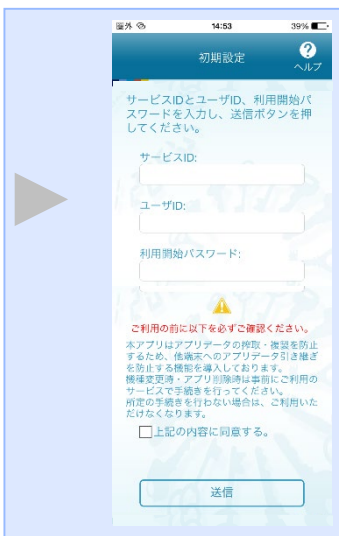 圏外 14:53 39%
初期設定
?
ヘルプ
サービスIDとユーザID、利用開始パ
スワードを入力し、送信ボタンを押
してください。
サービスID:
ユーザID:
利用開始パスワード:
ご利用の前に以下を必ずご確認ください。
本アプリはアプリデータの搾取・複製を防止
するため、他端末へのアプリデータ引き継ぎ
を防止する機能を導入しております。
機種変更時・アプリ削除時は事前にご利用の
サービスで手続きを行ってください。
所定の手続きを行わない場合は、ご利用いた
だけなくなります。
上記の内容に同意する。
送信